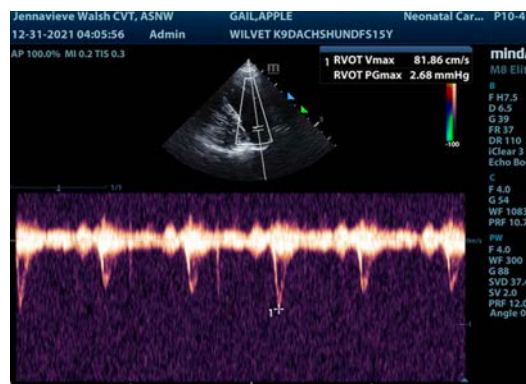 Jennavieve Walsh CVT, ASNW GAIL,APPLE Neonatal Car... P10-4
12-31-2021 04:05:56 Admin WILVET K9DACHSHUNDFS15Y
AP 100.0% MI 0.2 TIS 0.3
1 RVOT Vmax 81.86 cm/s
RVOT PGmax 2.68 mmHg
M8 Elit
m
B
F H7.5
D 6.5
G 39
FR 37
DR 110
iClear 3
Echo Bo
-100
C
F 4.0
G 54
WF 1083
PRF 10.7
1/1
PW
F 4.0
WF 300
G 88
SVD 37.4
SV 2.0
PRF 12.0
Angle 0
1